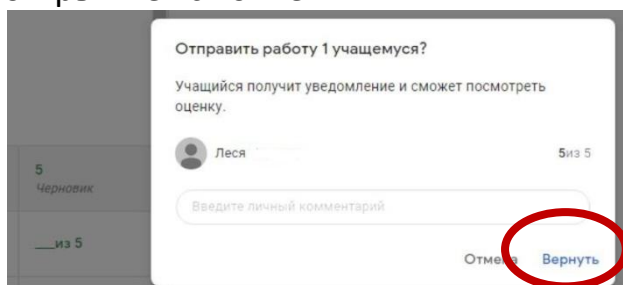 Отправить работу 1 учащемуся?
Учащийся получит уведомление и сможет посмотреть
оценку.
Леся
5из 5
5
Черновик
Введите личный комментарий
___из 5
Отмена Вернуть